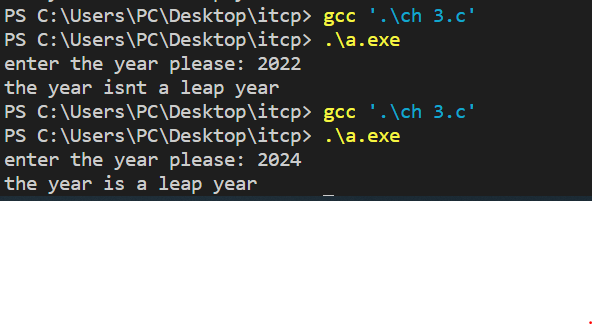 PS C:\Users\PC\Desktop\itcp> gcc '.\ch 3.c'
PS C:\Users\PC\Desktop\itcp> .\a.exe
enter the year please: 2022
the year isnt a leap year
PS C:\Users\PC\Desktop\itcp> gcc '.\ch 3.c'
PS C:\Users\PC\Desktop\itcp> .\a.exe
enter the year please: 2024
the year is a leap year      _